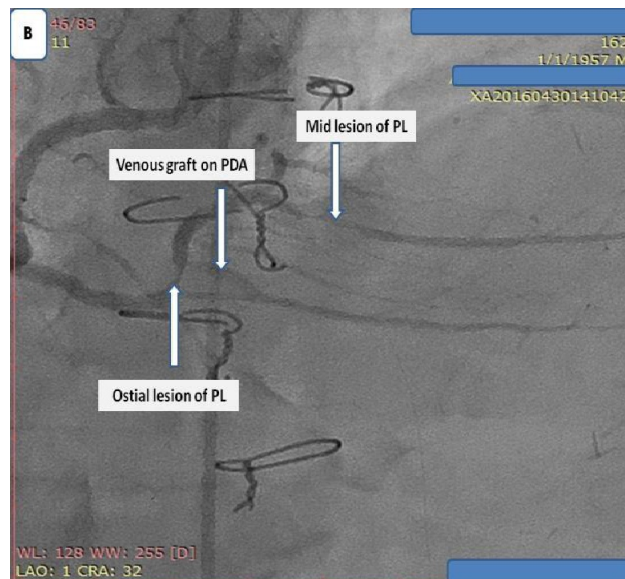 B
46/83
11
162
1/1/1957 M
XA20160430141042
Mid lesion of PL
Venous graft on PDA
Ostial lesion of PL
WL: 128 WW: 255 [D]
LAO: 1 CRA: 32